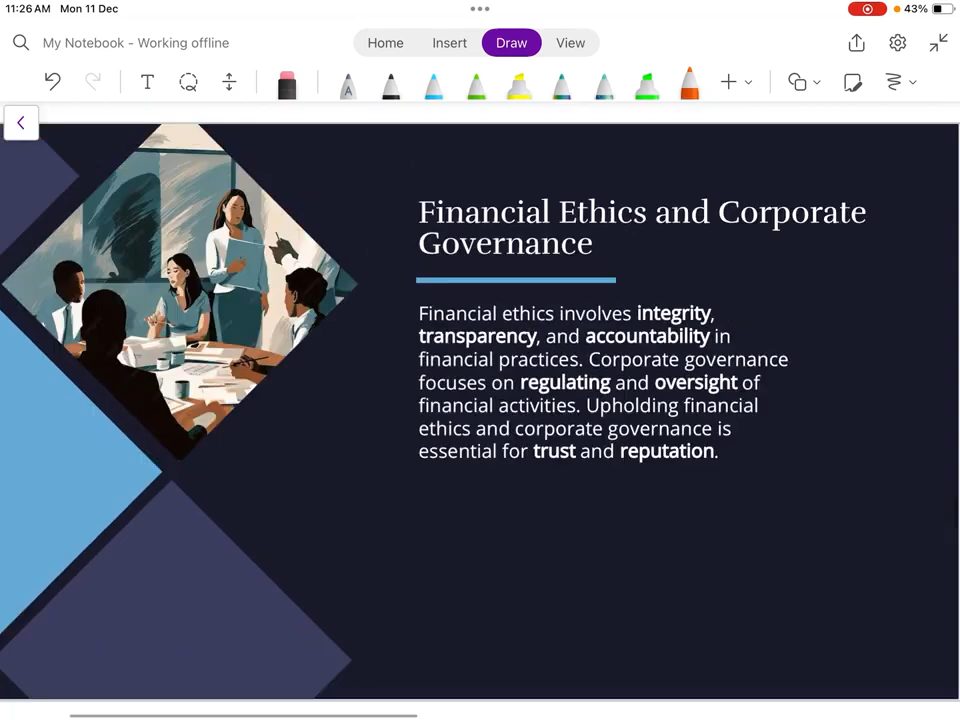 11:26 AM Mon 11 Dec
43%
My Notebook - Working offline
Home Insert Draw View
T
A
Financial Ethics and Corporate
Governance
Financial ethics involves integrity,
transparency, and accountability in
financial practices. Corporate governance
focuses on regulating and oversight of
financial activities. Upholding financial
ethics and corporate governance is
essential for trust and reputation.